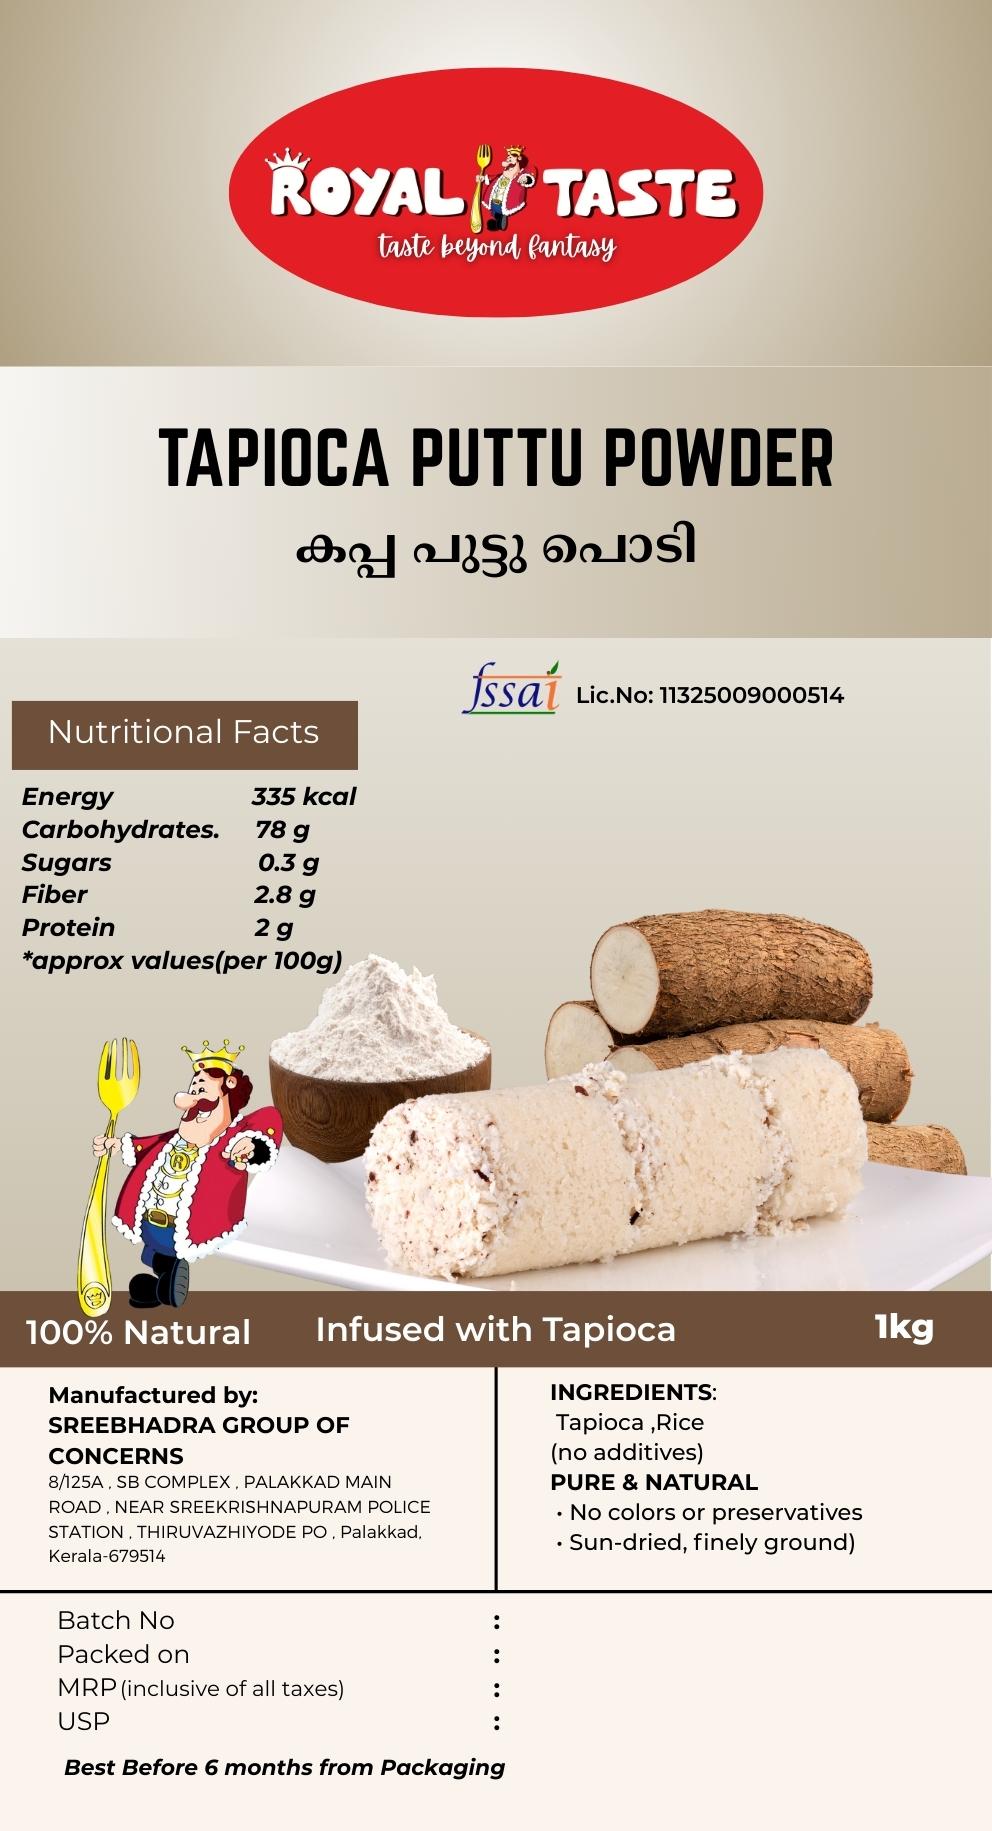 ROYAL TASTE
taste beyond fantasy
TAPIOCA PUTTU POWDER
കപ്പ പുട്ടു പൊടി
fssai Lic.No: 11325009000514
Nutritional Facts
Energy 335 kcal
Carbohydrates. 78 g
Sugars 0.3 g
Fiber 2.8 g
Protein 2 g
*approx values(per 100g)
100% Natural Infused with Tapioca 1kg
Manufactured by:
SREEBHADRA GROUP OF
CONCERNS
8/125A , SB COMPLEX , PALAKKAD MAIN
ROAD , NEAR SREEKRISHNAPURAM POLICE
STATION , THIRUVAZHIYODE PO , Palakkad,
Kerala-679514
INGREDIENTS:
Tapioca ,Rice
(no additives)
PURE & NATURAL
• No colors or preservatives
• Sun-dried, finely ground)
Batch No :
Packed on :
MRP(inclusive of all taxes) :
USP :
Best Before 6 months from Packaging